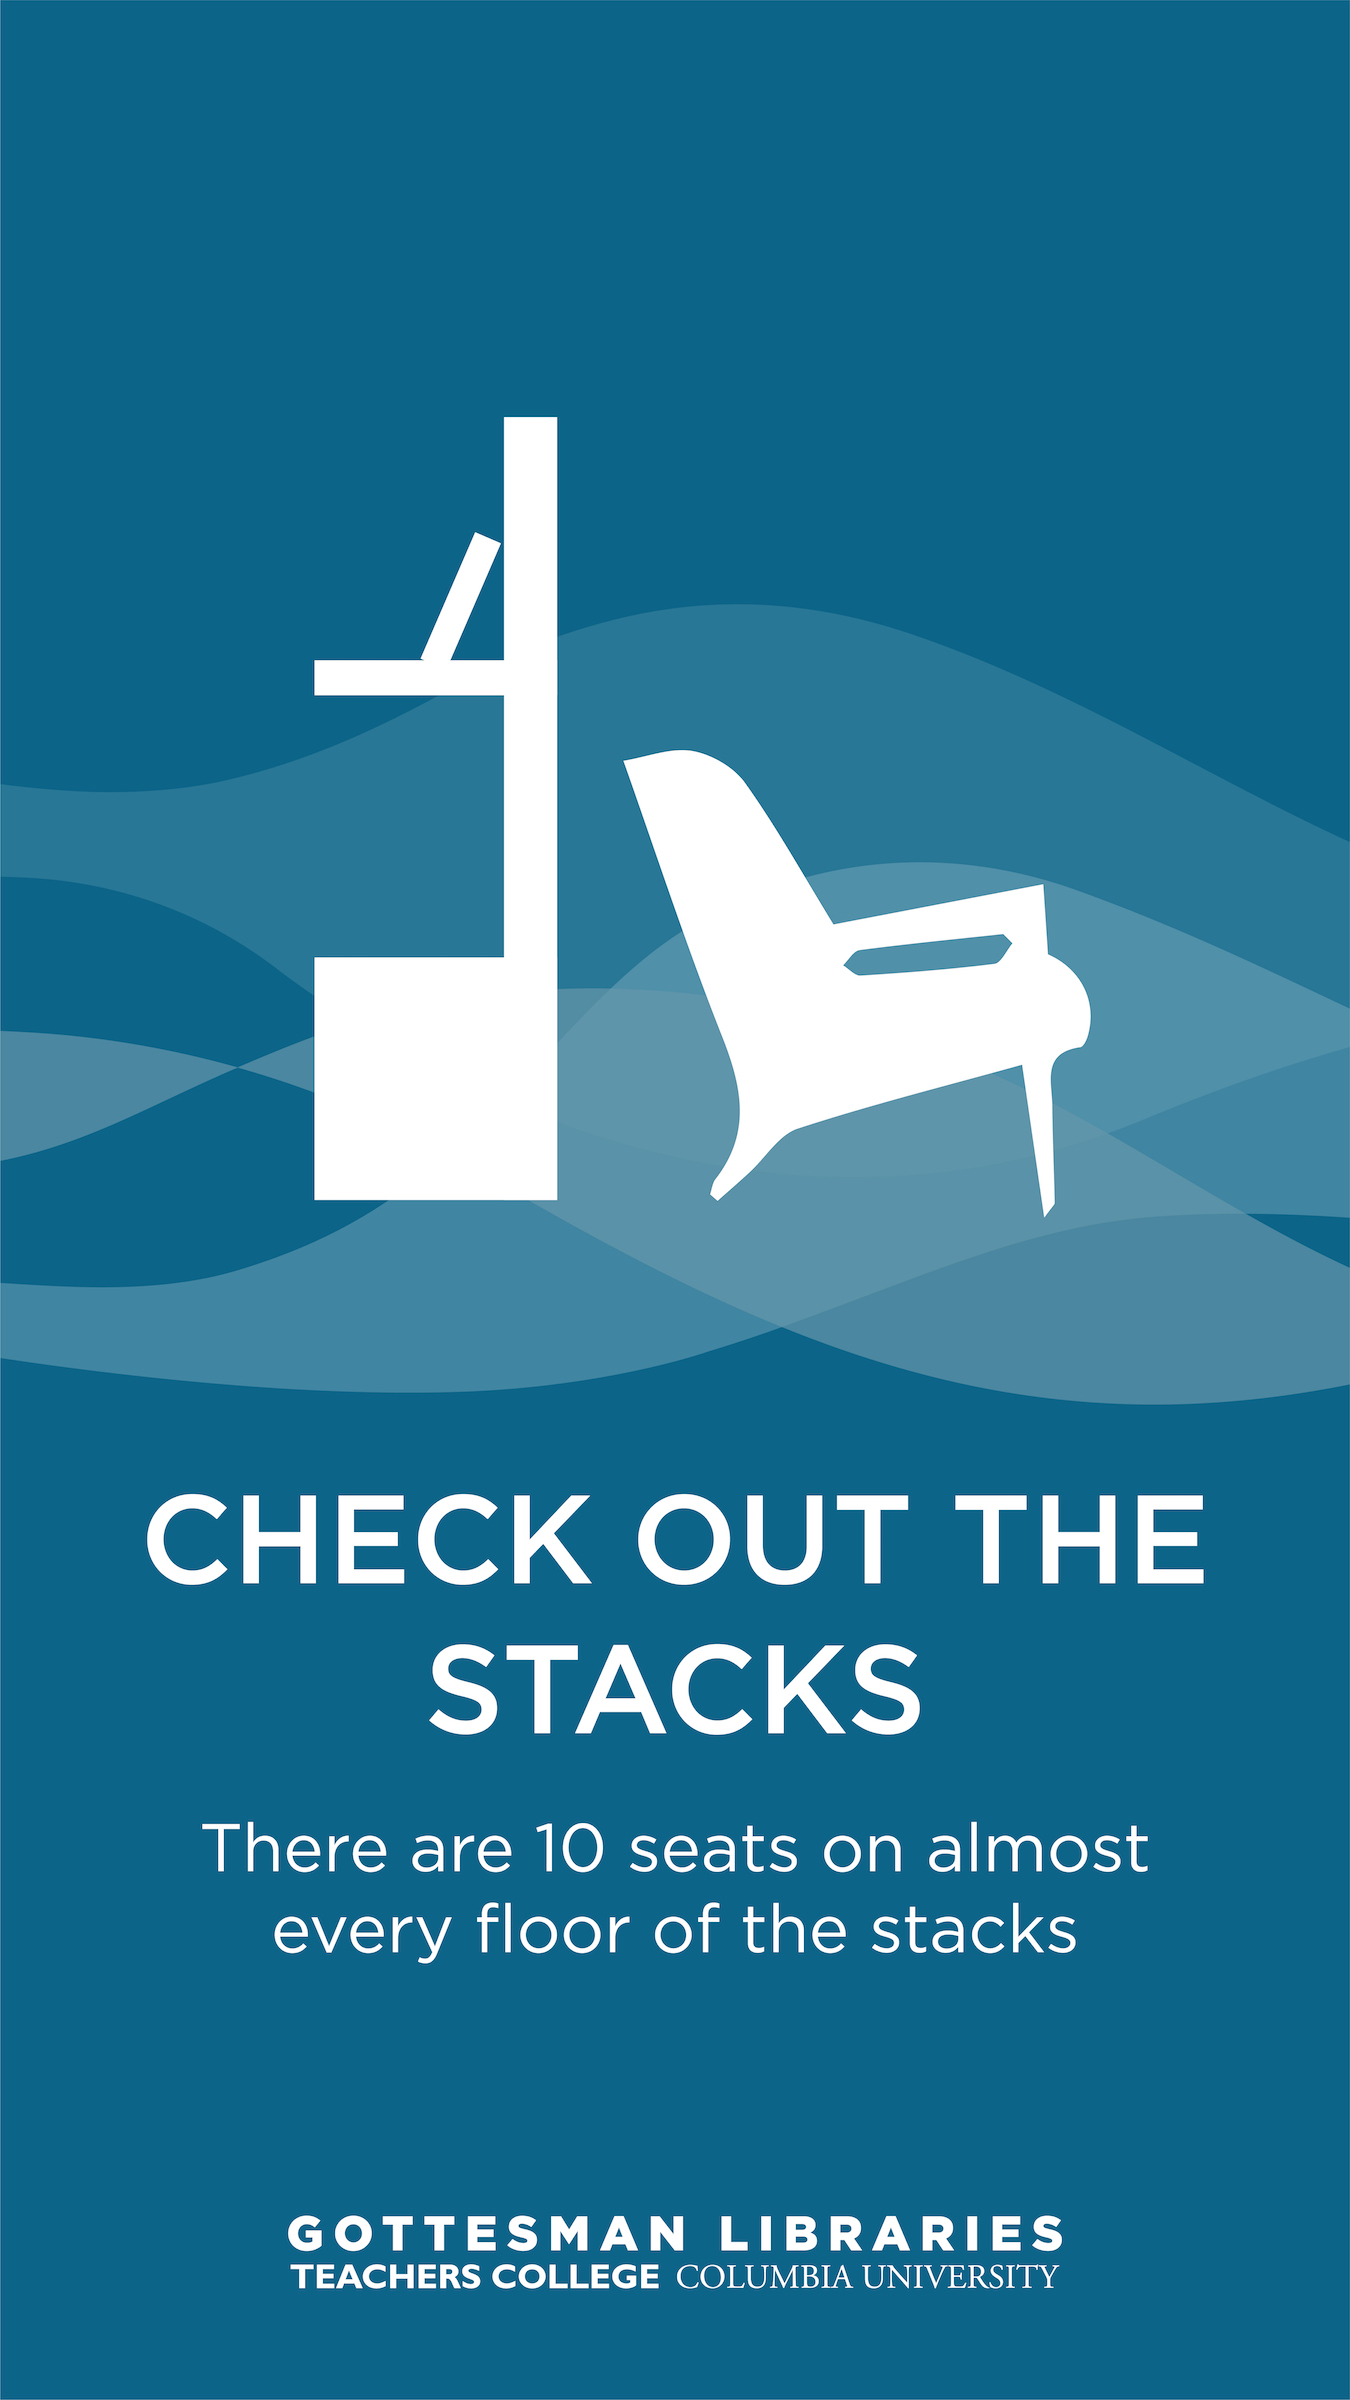 CHECK OUT THE
STACKS
There are 10 seats on almost
every floor of the stacks
GOTTESMAN LIBRARIES
TEACHERS COLLEGE COLUMBIA UNIVERSITY